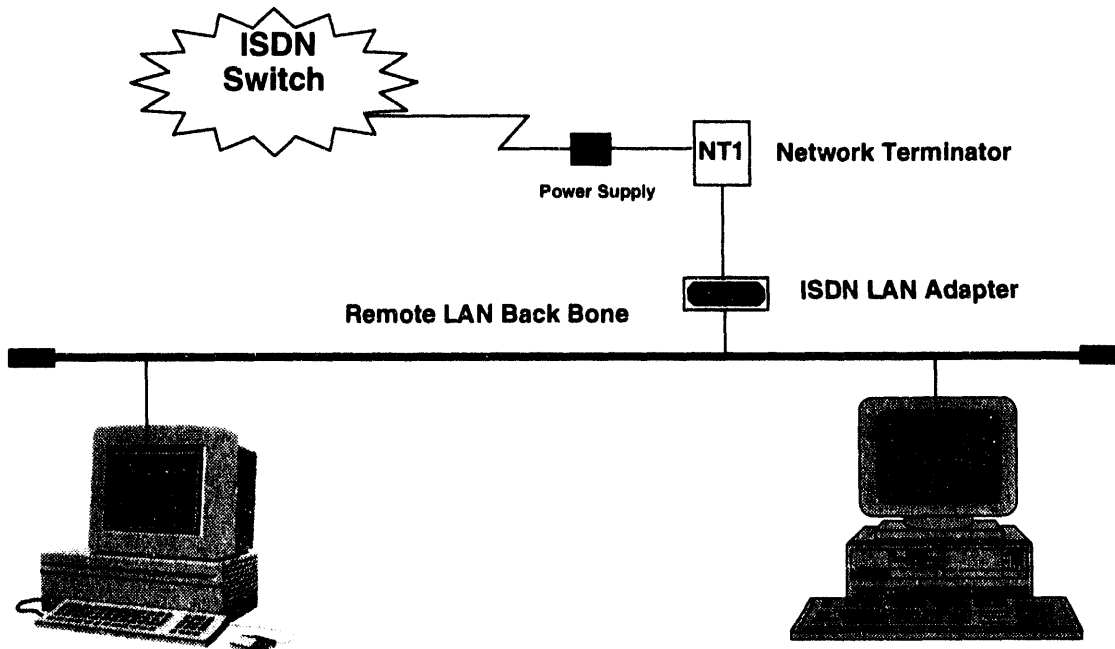 ISDN
Switch
NT1
Network Terminator
Power Supply
ISDN LAN Adapter
Remote LAN Back Bone